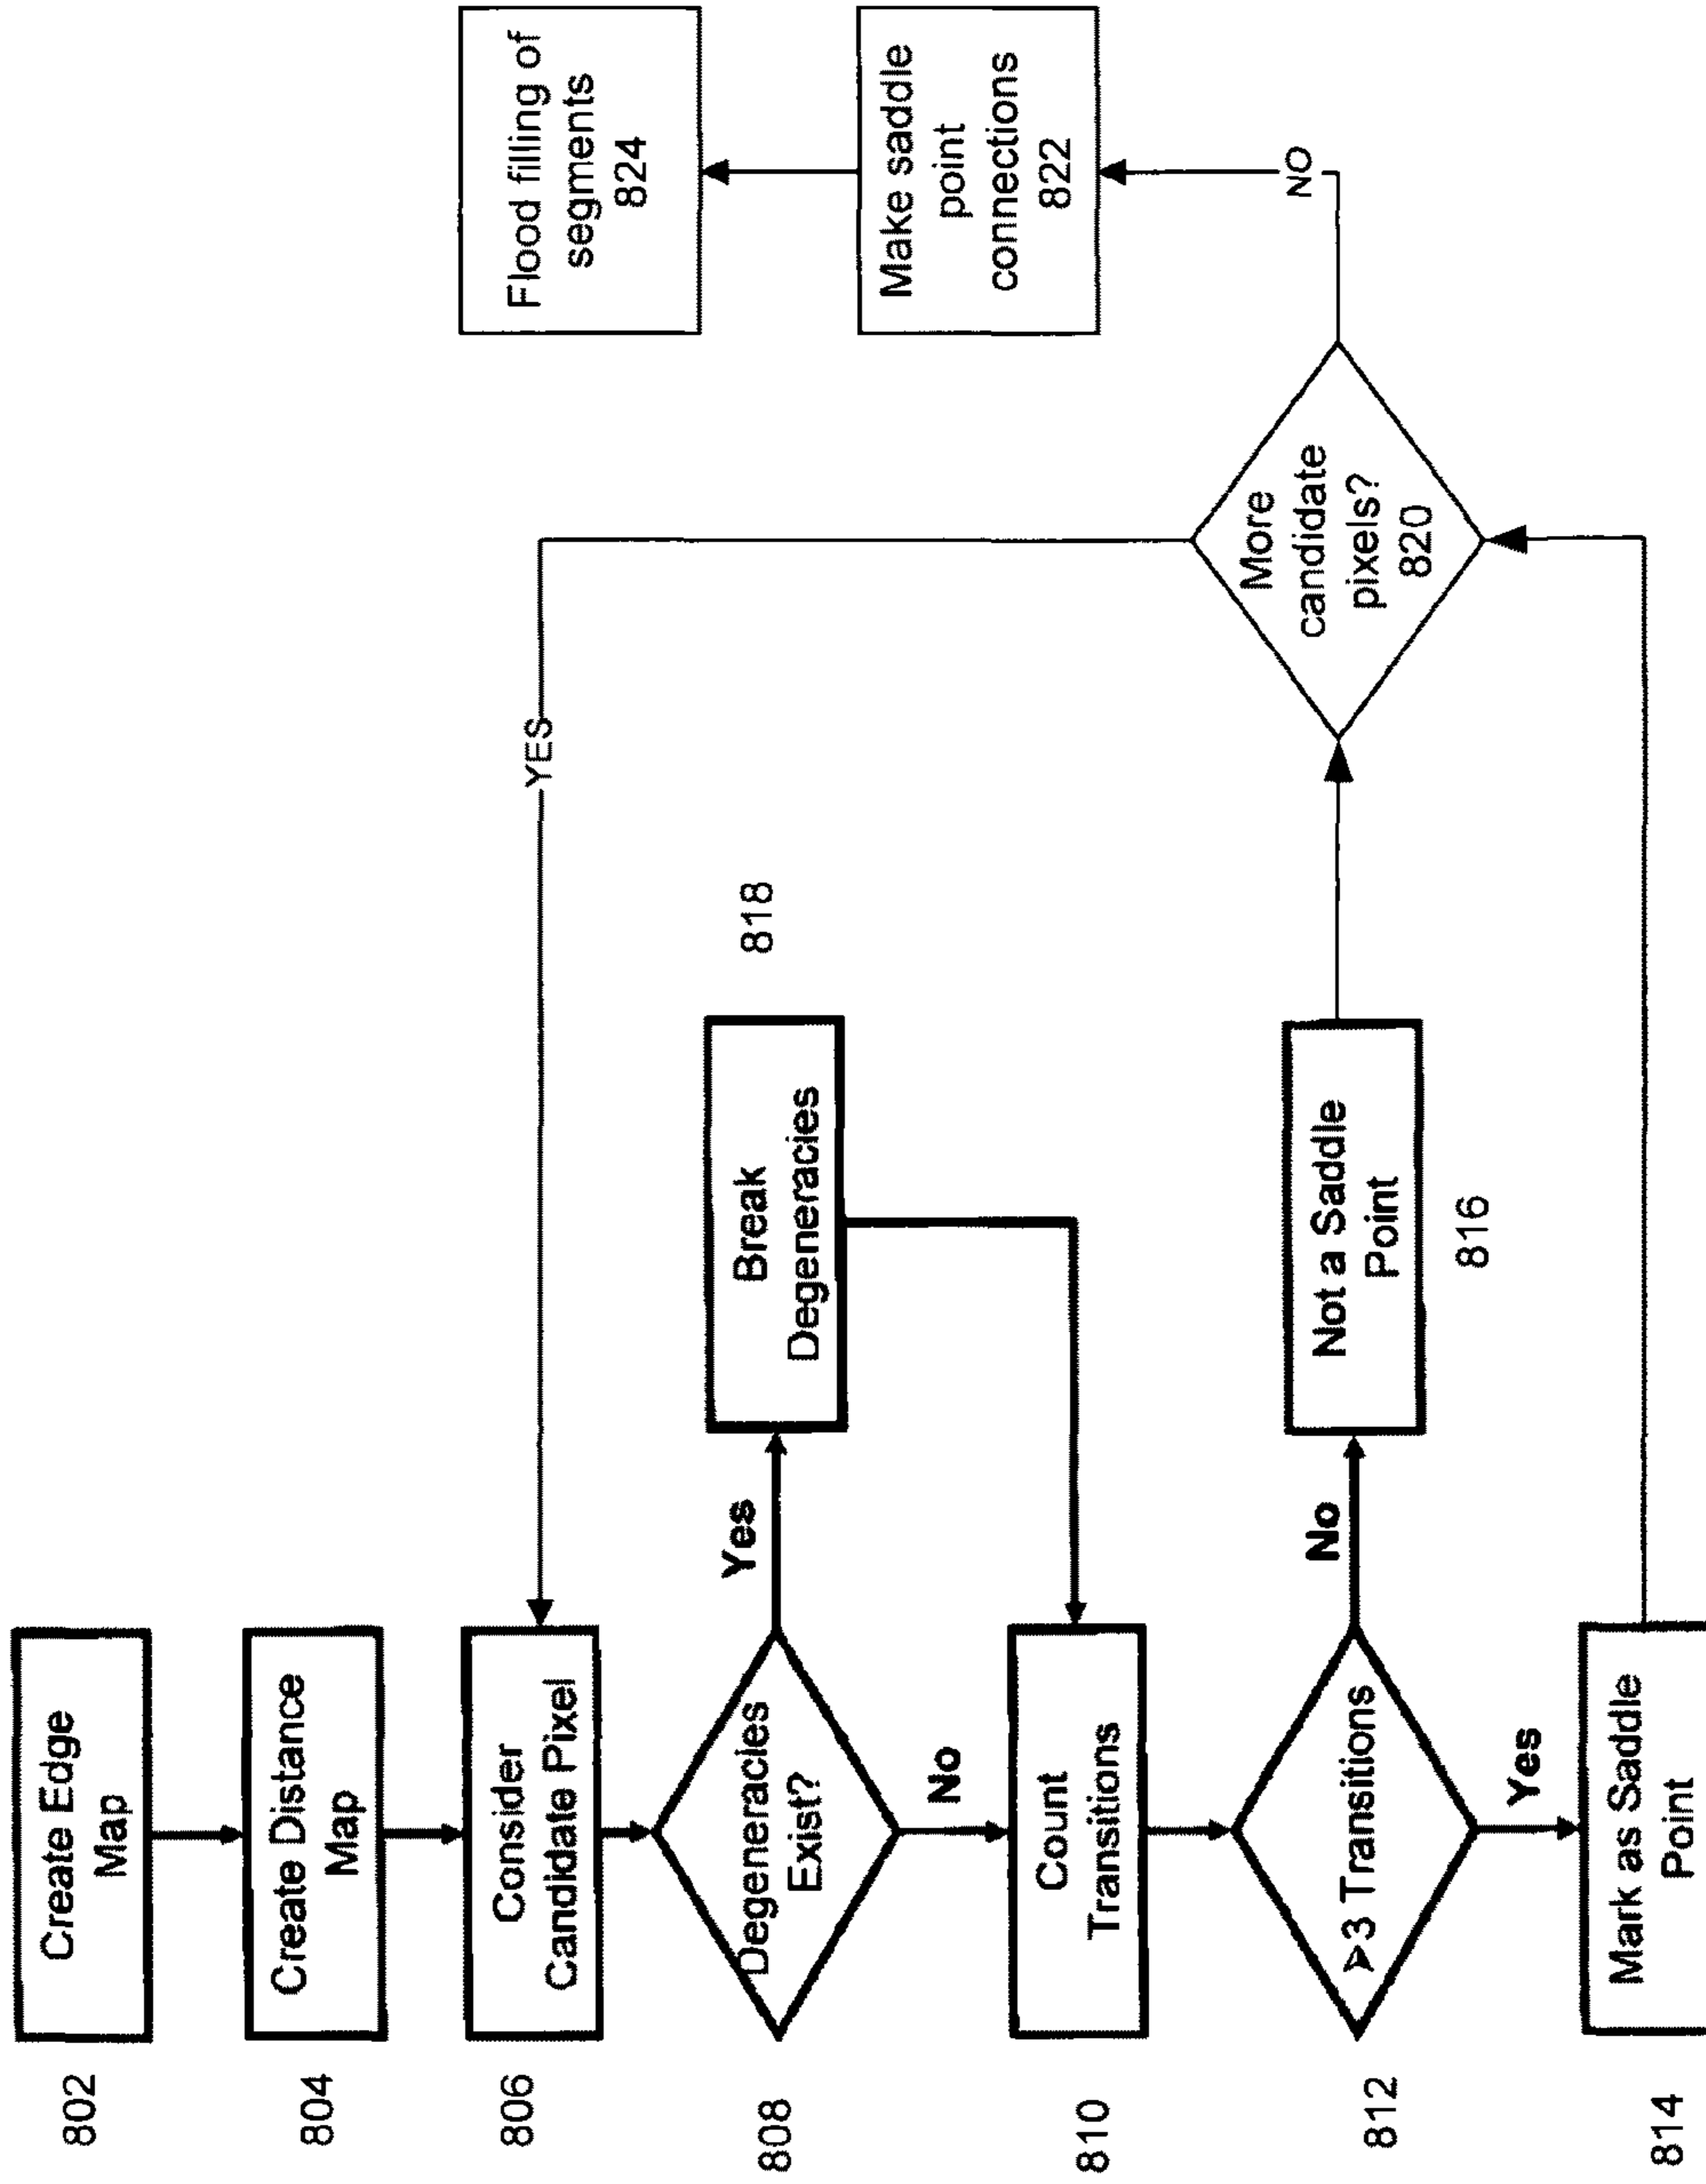 802
Create Edge
Map
804
Create Distance
Map
806
Consider
Candidate Pixel
808
Degeneracies
Exist?
Yes
Break
Degeneracies
818
No
810
Count
Transitions
812
>3 Transitions
No
Not a Saddle
Point
816
Yes
814
Mark as Saddle
Point
More
candidate
pixels?
820
YES
NO
Make saddle
point
connections
822
Flood filling of
segments
824